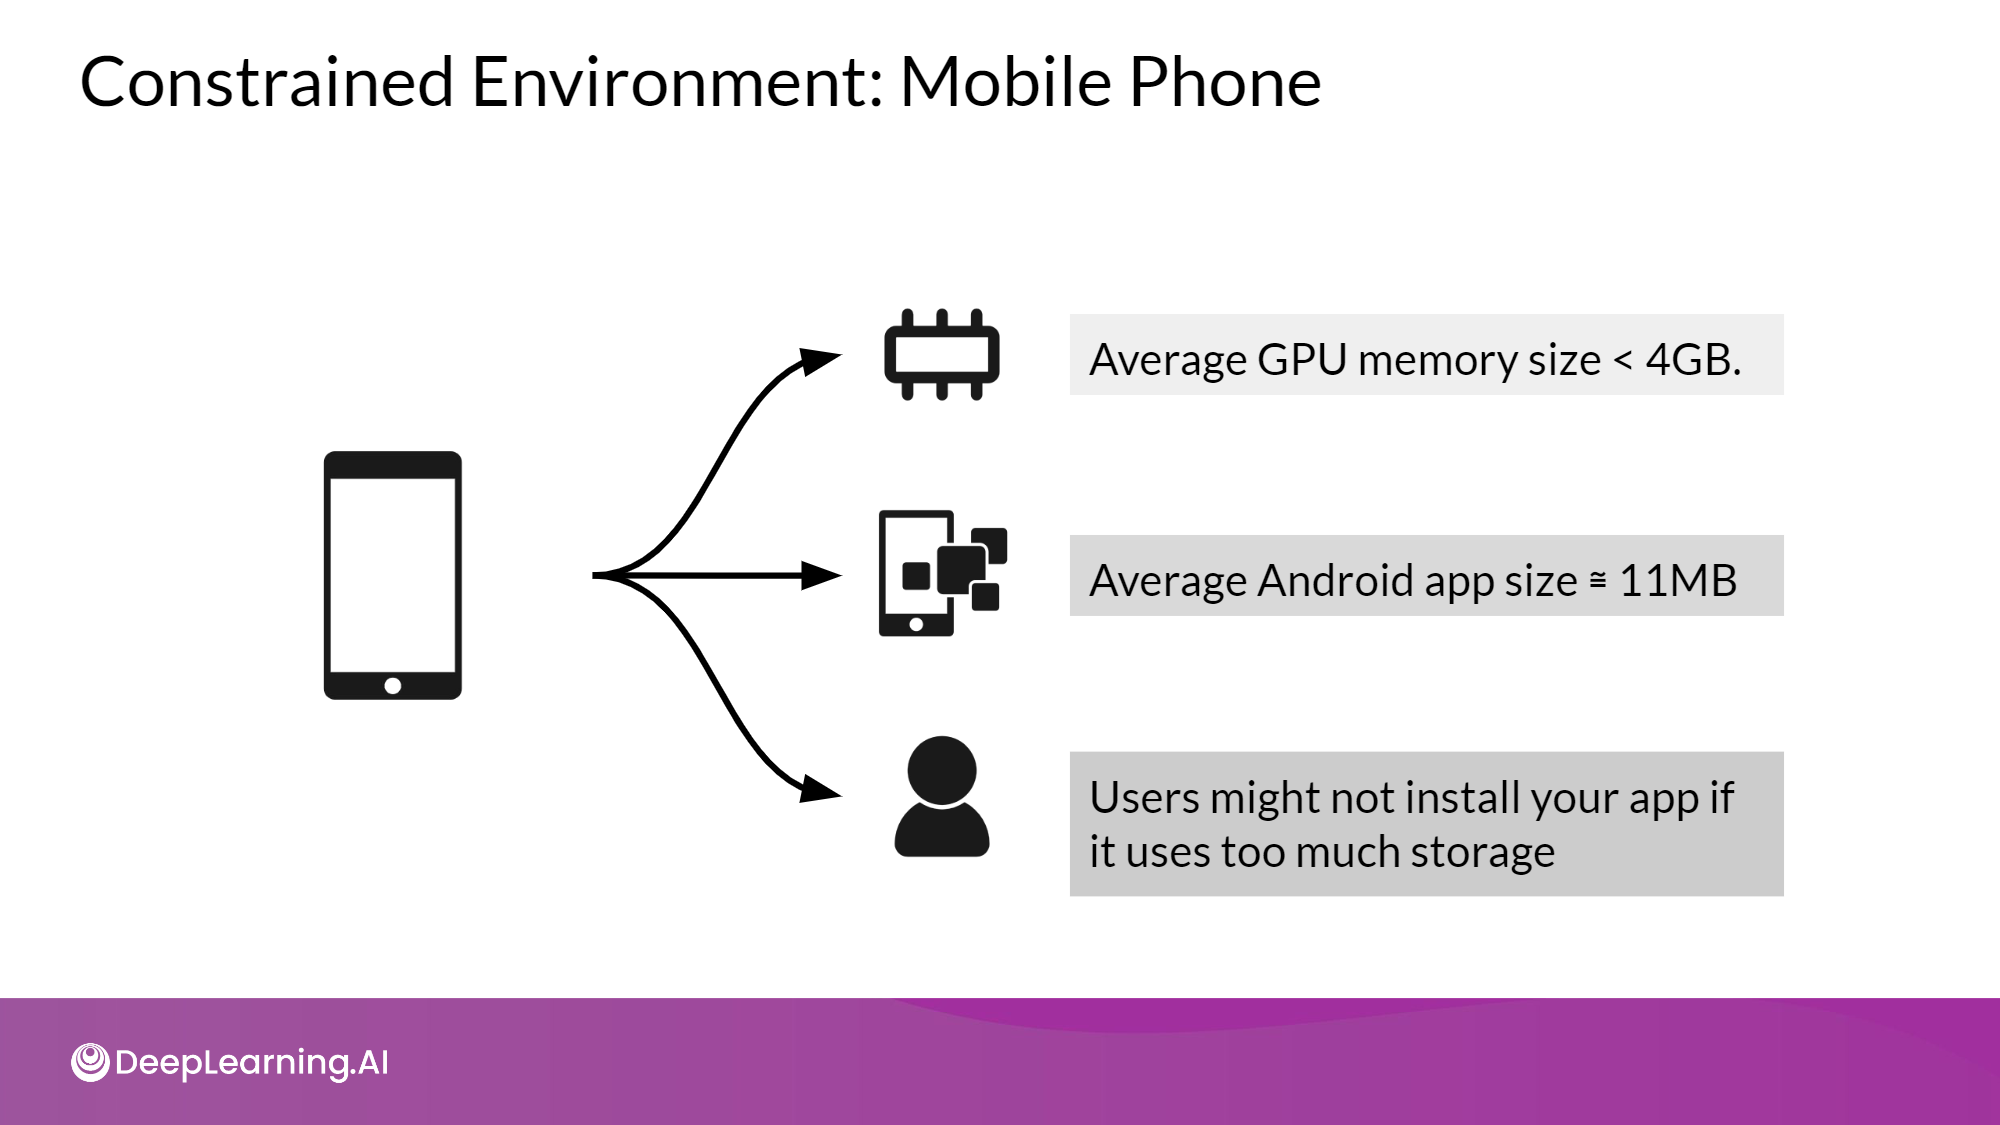 Constrained Environment: Mobile Phone
Average GPU memory size < 4GB.
Average Android app size ≅ 11MB
Users might not install your app if
it uses too much storage
DeepLearning.AI